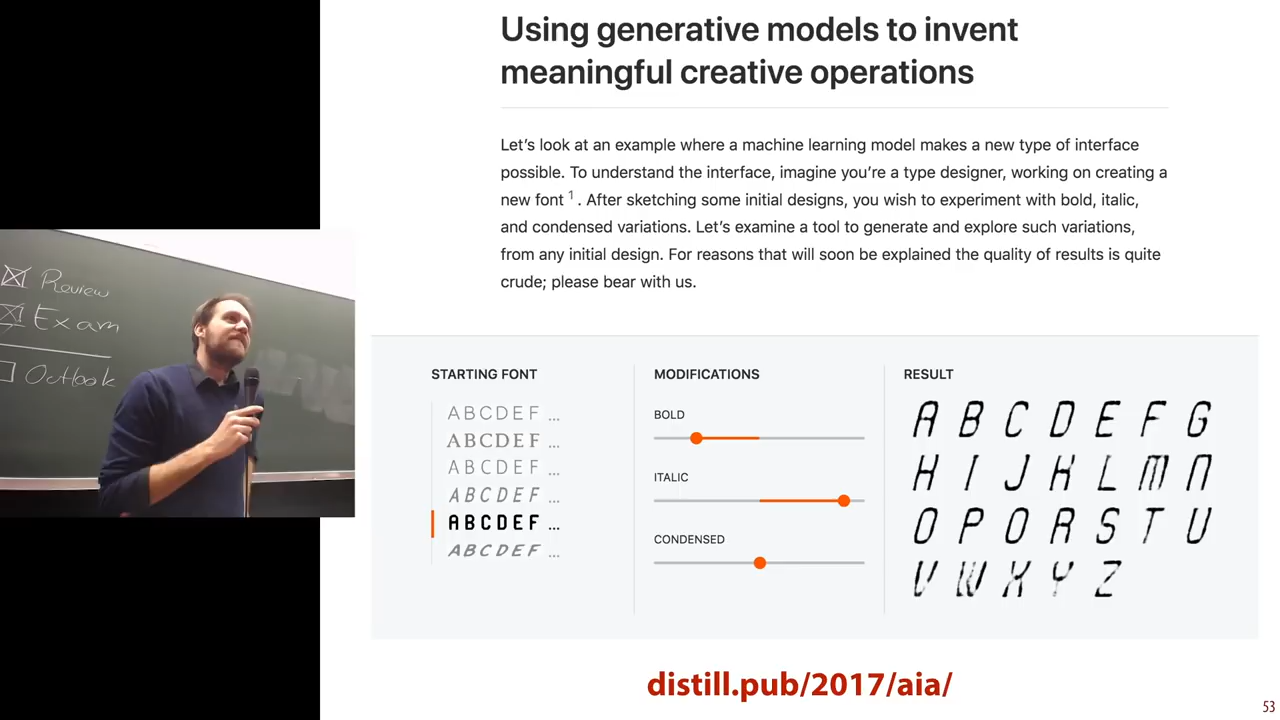 Using generative models to invent
meaningful creative operations
Let’s look at an example where a machine learning model makes a new type of interface
possible. To understand the interface, imagine you’re a type designer, working on creating a
new font 1 . After sketching some initial designs, you wish to experiment with bold, italic,
and condensed variations. Let’s examine a tool to generate and explore such variations,
from any initial design. For reasons that will soon be explained the quality of results is quite
crude; please bear with us.
Review
Exam
Outlook
STARTING FONT
ABCDEF ...
ABCDEF ...
ABCDEF ...
ABCDEF ...
ABCDEF ...
ABCDEF ...
MODIFICATIONS
BOLD
ITALIC
CONDENSED
RESULT
A B C D E F G
H I J K L M N
O P Q R S T U
V W X Y Z
distill.pub/2017/aia/
53